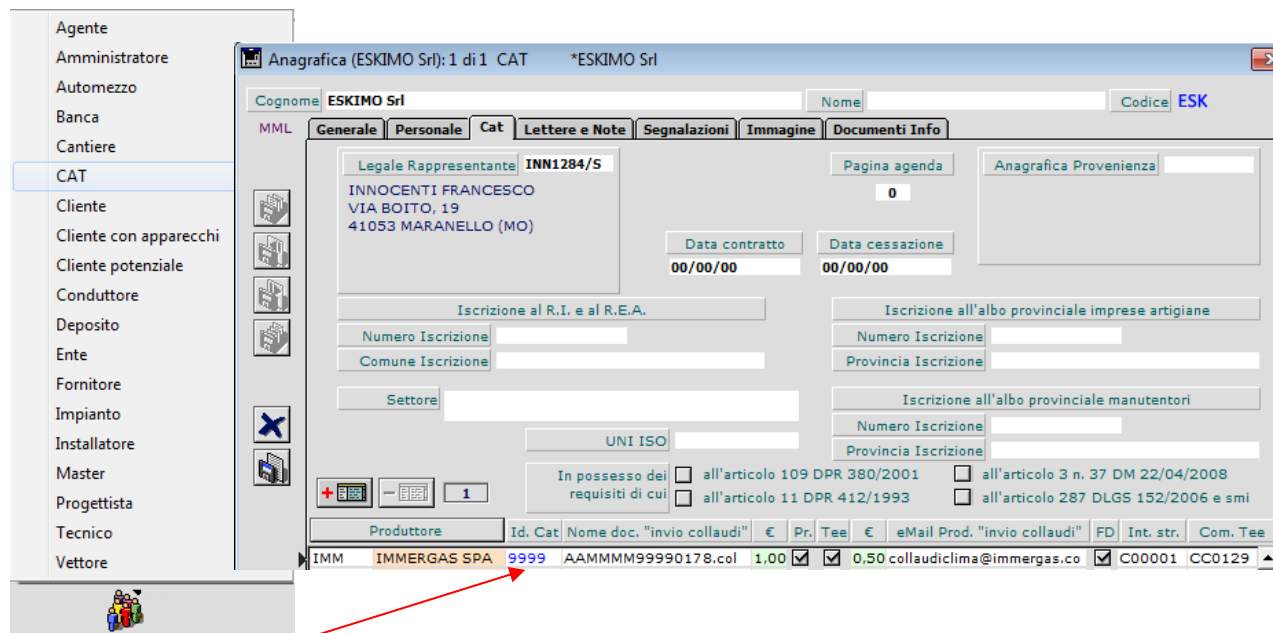 Agente
Amministratore
Automezzo
Banca
Cantiere
CAT
Cliente
Cliente con apparecchi
Cliente potenziale
Conduttore
Deposito
Ente
Fornitore
Impianto
Installatore
Master
Progettista
Tecnico
Vettore
Anagrafica (ESKIMO Srl): 1 di 1 CAT *ESKIMO Srl
Cognome ESKIMO Srl Nome Codice ESK
MML Generale Personale Cat Lettere e Note Segnalazioni Immagine Documenti Info
Legale Rappresentante INN1284/S Pagina agenda Anagrafica Provenienza
INNOCENTI FRANCESCO 0
VIA BOITO, 19
41053 MARANELLO (MO)
Data contratto Data cessazione
00/00/00 00/00/00
Iscrizione al R.I. e al R.E.A. Iscrizione all'albo provinciale imprese artigiane
Numero Iscrizione Numero Iscrizione
Comune Iscrizione Provincia Iscrizione
Settore Iscrizione all'albo provinciale manutentori
Numero Iscrizione
UNI ISO Provincia Iscrizione
In possesso dei all'articolo 109 DPR 380/2001 all'articolo 3 n. 37 DM 22/04/2008
1 requisiti di cui all'articolo 11 DPR 412/1993 all'articolo 287 DLGS 152/2006 e smi
Produttore Id. Cat Nome doc. "invio collaudi" € Pr. Tee € eMail Prod. "invio collaudi" FD Int. str. Com. Tee
IMM IMMERGAS SPA 9999 AAMMMM99990178.col 1,00 0,50 collaudiclima@immergas.co C00001 CC0129